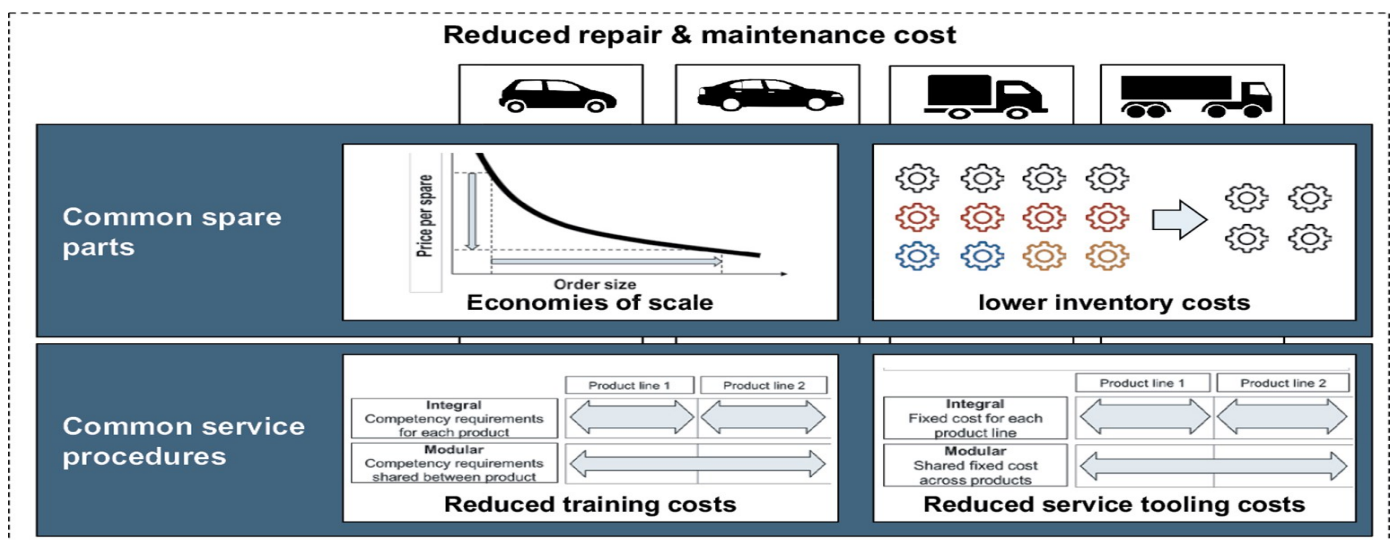 Reduced repair & maintenance cost
Common spare
parts
Price per spare
Order size
Economies of scale
lower inventory costs
Common service
procedures
Product line 1
Product line 2
Integral
Competency requirements
for each product
Modular
Competency requirements
shared between product
Reduced training costs
Product line 1
Product line 2
Integral
Fixed cost for each
product line
Modular
Shared fixed cost
across products
Reduced service tooling costs